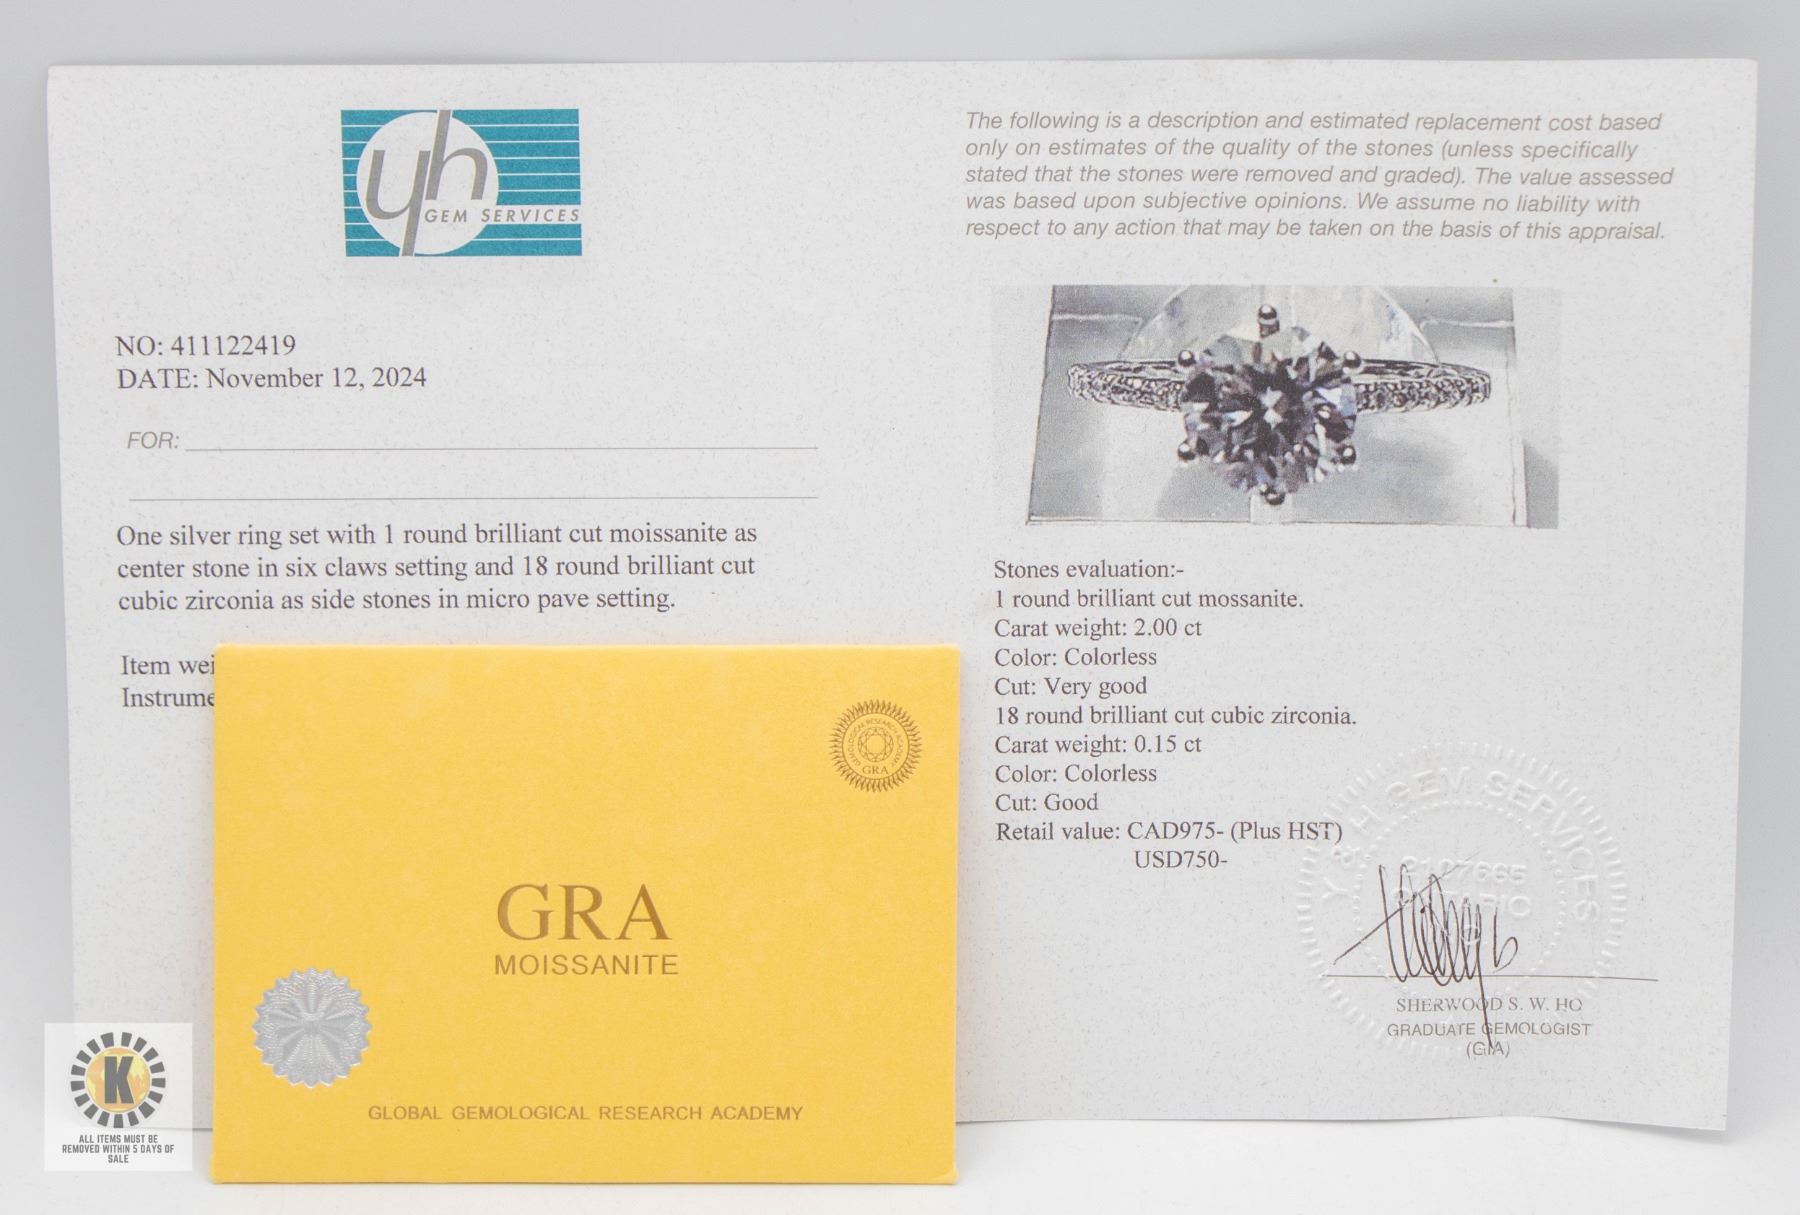 yh
GEM SERVICES
NO: 411122419
DATE: November 12, 2024
FOR:
One silver ring set with 1 round brilliant cut moissanite as
center stone in six claws setting and 18 round brilliant cut
cubic zirconia as side stones in micro pave setting.
Item wei
Instrume
The following is a description and estimated replacement cost based
only on estimates of the quality of the stones (unless specifically
stated that the stones were removed and graded). The value assessed
was based upon subjective opinions. We assume no liability with
respect to any action that may be taken on the basis of this appraisal.
Stones evaluation:-
1 round brilliant cut mossanite.
Carat weight: 2.00 ct
Color: Colorless
Cut: Very good
18 round brilliant cut cubic zirconia.
Carat weight: 0.15 ct
Color: Colorless
Cut: Good
Retail value: CAD975- (Plus HST)
USD750-
Y & H GEM SERVICES
ONTARIO
SHERWOOD S. W. HO
GRADUATE GEMOLOGIST
(GIA)
GEOLOGICAL RESEARCH ACADEMY
GRA
GRA
MOISSANITE
GLOBAL GEMOLOGICAL RESEARCH ACADEMY
K
ALL ITEMS MUST BE
REMOVED WITHIN 5 DAYS OF
SALE